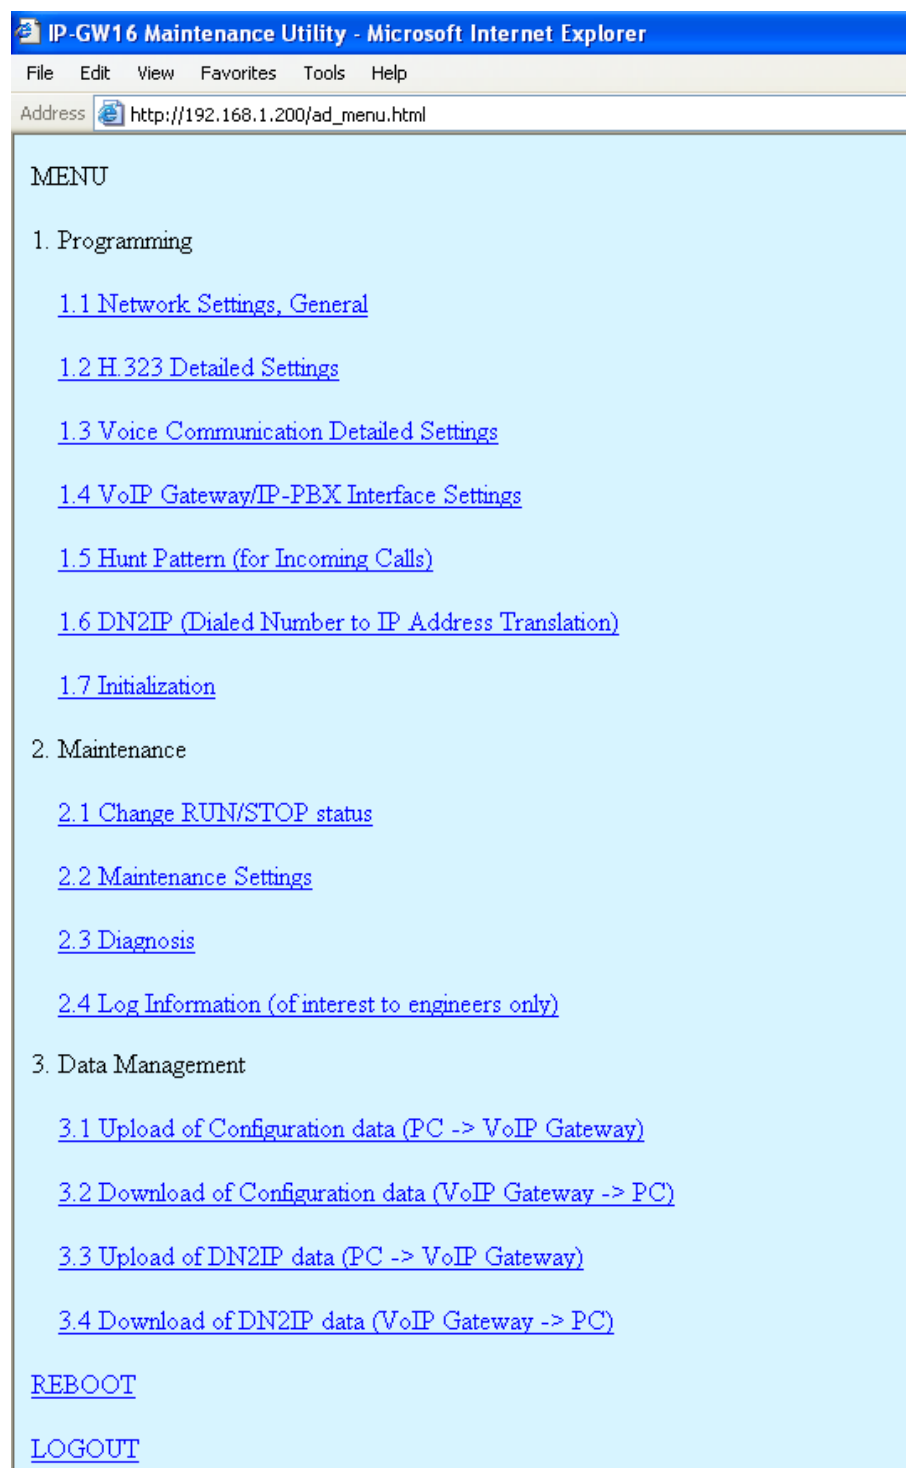 IP-GW16 Maintenance Utility - Microsoft Internet Explorer
File Edit View Favorites Tools Help
Address http://192.168.1.200/ad_menu.html
MENU
1. Programming
1.1 Network Settings, General
1.2 H.323 Detailed Settings
1.3 Voice Communication Detailed Settings
1.4 VoIP Gateway/IP-PBX Interface Settings
1.5 Hunt Pattern (for Incoming Calls)
1.6 DN2IP (Dialed Number to IP Address Translation)
1.7 Initialization
2. Maintenance
2.1 Change RUN/STOP status
2.2 Maintenance Settings
2.3 Diagnosis
2.4 Log Information (of interest to engineers only)
3. Data Management
3.1 Upload of Configuration data (PC -> VoIP Gateway)
3.2 Download of Configuration data (VoIP Gateway -> PC)
3.3 Upload of DN2IP data (PC -> VoIP Gateway)
3.4 Download of DN2IP data (VoIP Gateway -> PC)
REBOOT
LOGOUT